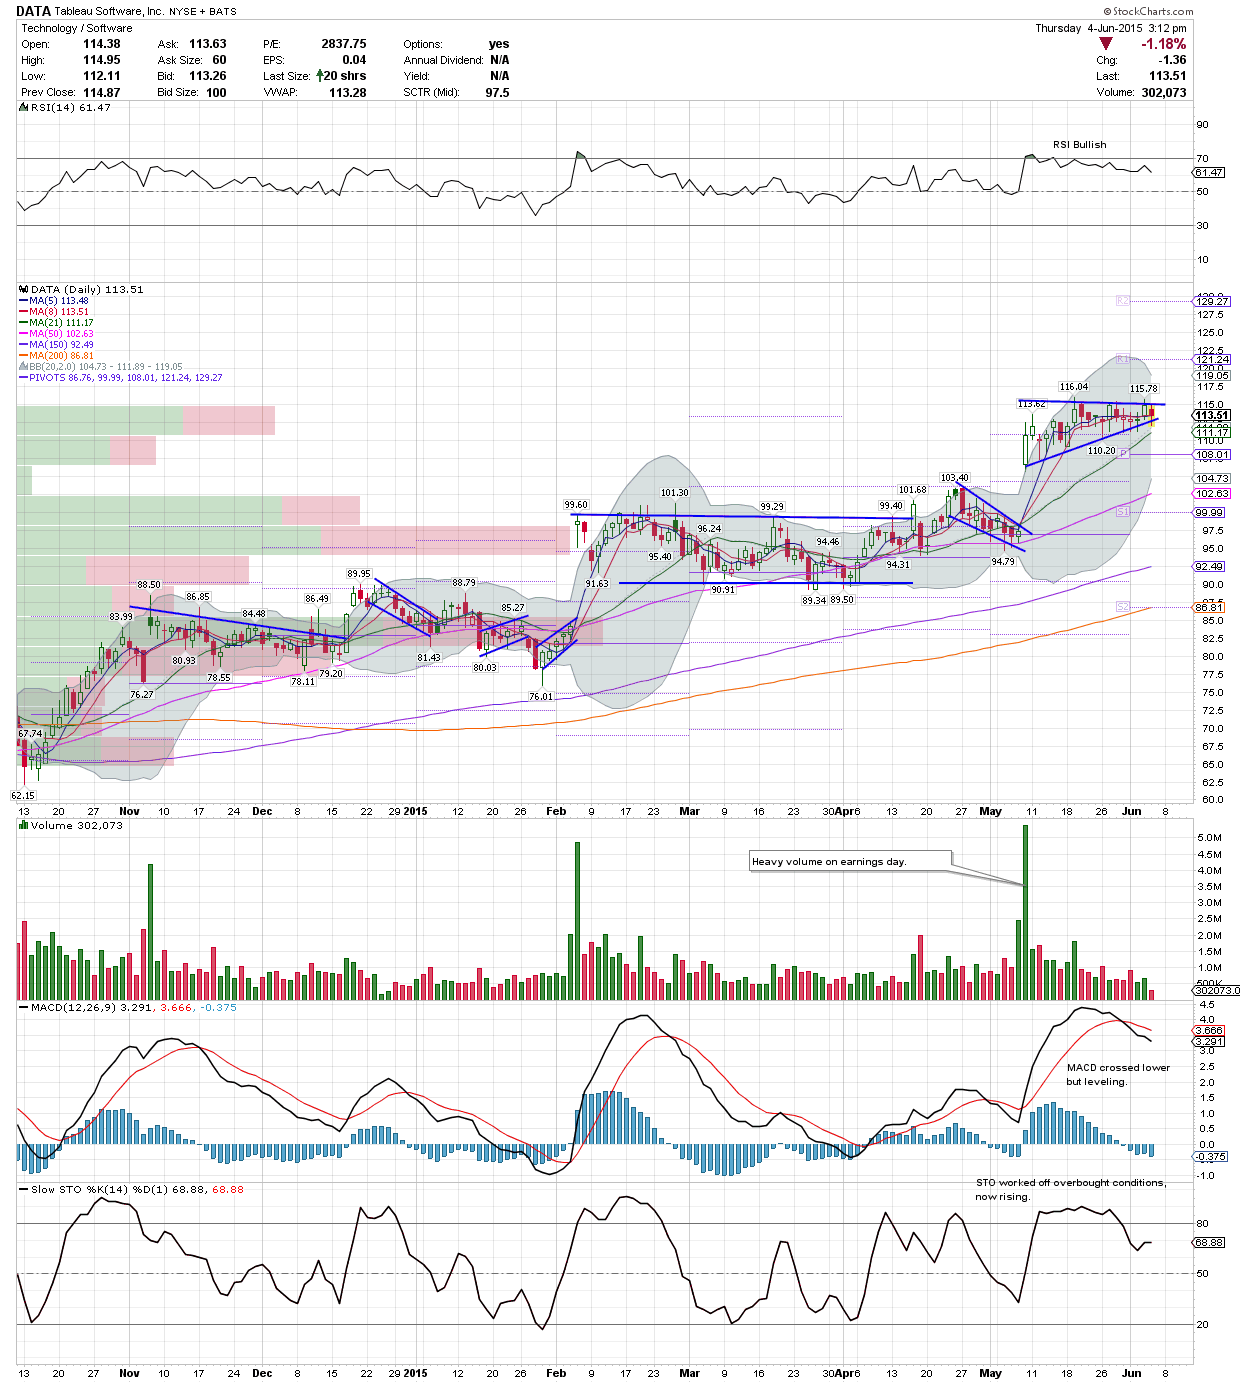 DATA Tableau Software, Inc. NYSE + BATS
© StockCharts.com
Technology / Software
Thursday 4-Jun-2015 3:12 pm
Open: 114.38 Ask: 113.63 P/E: 2837.75 Options: yes
▼ -1.18%
High: 114.95 Ask Size: 60 EPS: 0.04 Annual Dividend: N/A
Chg: -1.36
Low: 112.11 Bid: 113.26 Last Size: 20 shrs Yield: N/A
Last: 113.51
Prev Close: 114.87 Bid Size: 100 VWAP: 113.28 SCTR (Mid): 97.5
Volume: 302,073
RSI(14) 61.47
90
RSI Bullish
70
61.47
50
30
10
DATA (Daily) 113.51
MA(5) 113.48
MA(8) 113.51
MA(21) 111.17
MA(50) 102.63
MA(150) 92.49
MA(200) 86.81
BB(20,2.0) 104.73 - 111.89 - 119.05
PIVOTS 86.76, 99.99, 108.01, 121.24, 129.27
R2
129.27
127.5
125.0
122.5
R1
121.24
120.0
119.05
117.5
116.04
115.78
115.0
113.62
113.51
111.17
110.0
110.20
P
108.01
104.73
103.40
102.63
101.68
101.30
S1
99.99
99.60
99.29
99.40
97.5
96.24
95.40
95.0
94.46
94.31
94.79
92.49
91.63
90.91
90.0
89.34
89.50
89.95
88.50
88.79
86.85
86.49
S2
86.81
85.27
85.0
84.48
83.99
82.5
81.43
80.93
80.03
80.0
79.20
78.55
78.11
77.5
76.27
76.01
75.0
72.5
70.0
67.74
67.5
65.0
62.5
62.15
60.0
13 20 27 Nov 10 17 24 Dec 8 15 22 29 2015 12 20 26 Feb 9 17 23 Mar 9 16 23 30 Apr 6 13 20 27 May 11 18 26 Jun 8
Volume 302,073
5.0M
4.5M
Heavy volume on earnings day.
4.0M
3.5M
3.0M
2.5M
2.0M
1.5M
1.0M
500K
302073.0
MACD(12,26,9) 3.291, 3.666, -0.375
4.5
4.0
3.666
3.291
3.0
MACD crossed lower
but leveling.
2.5
2.0
1.5
1.0
0.5
0.0
-0.375
-1.0
Slow STO %K(14) %D(1) 68.88, 68.88
STO worked off overbought conditions,
now rising.
80
68.88
50
20
13 20 27 Nov 10 17 24 Dec 8 15 22 29 2015 12 20 26 Feb 9 17 23 Mar 9 16 23 30 Apr 6 13 20 27 May 11 18 26 Jun 8